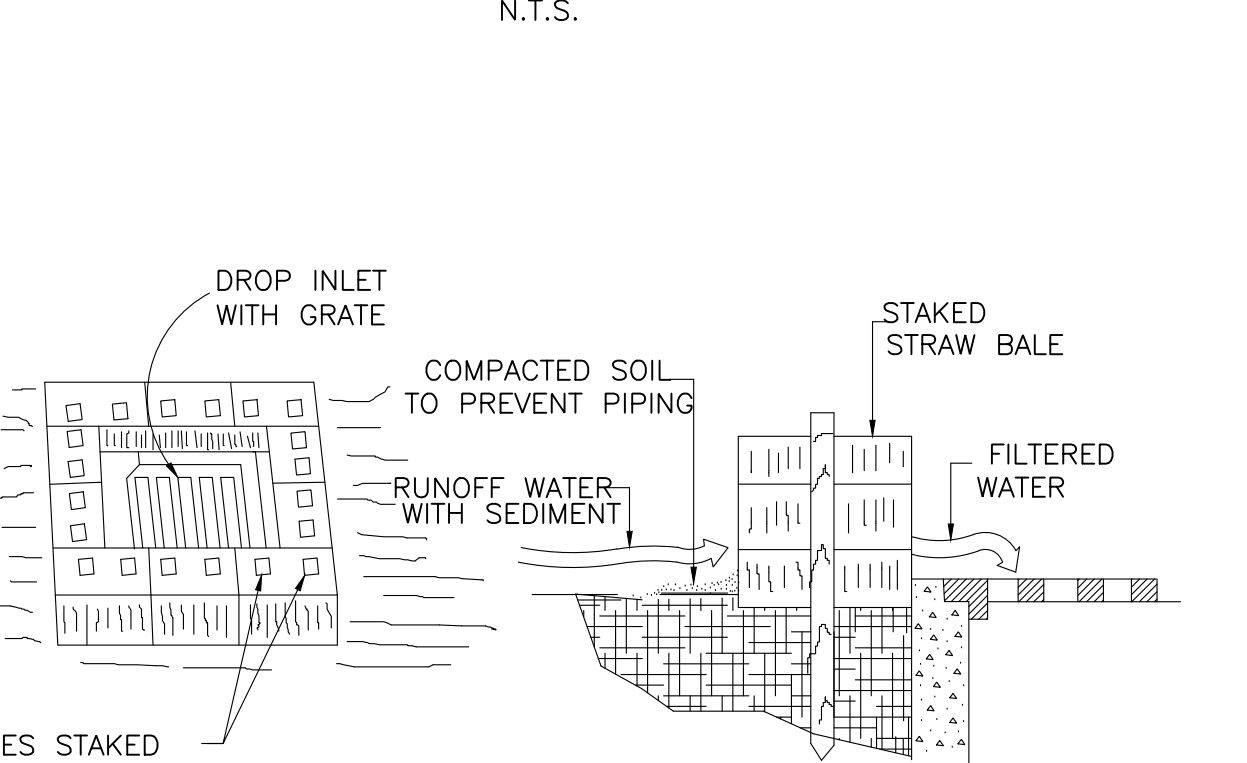 N.T.S.
DROP INLET
WITH GRATE
STAKED
STRAW BALE
COMPACTED SOIL
TO PREVENT PIPING
FILTERED
WATER
RUNOFF WATER
WITH SEDIMENT
ES STAKED